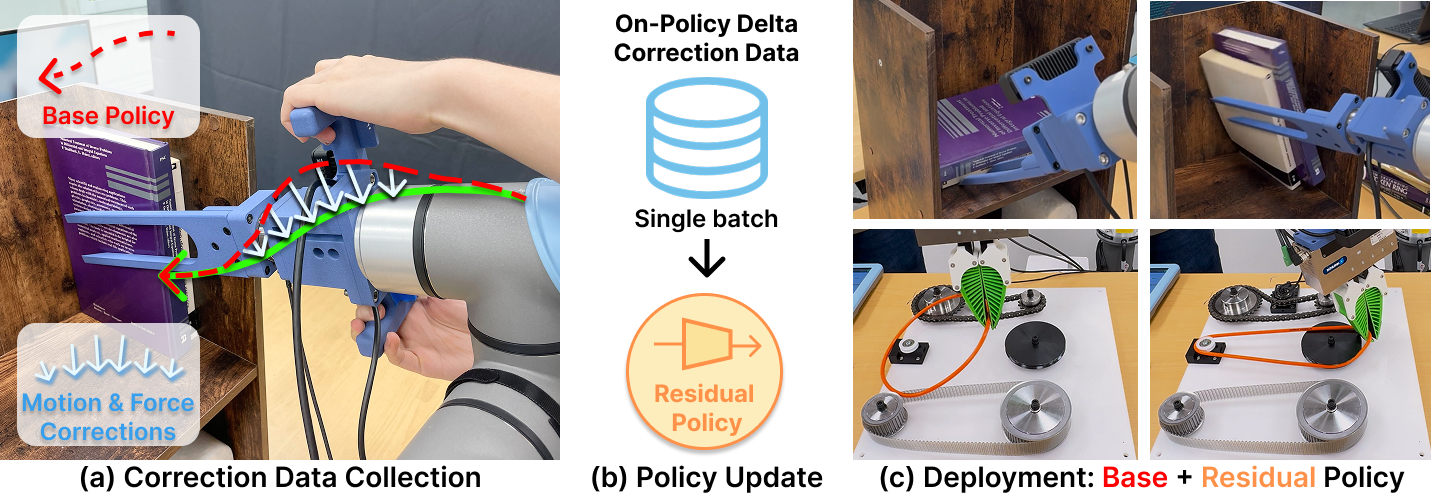 Base Policy
Motion & Force
Corrections
(a) Correction Data Collection
On-Policy Delta
Correction Data
Single batch
Residual
Policy
(b) Policy Update
(c) Deployment: Base + Residual Policy